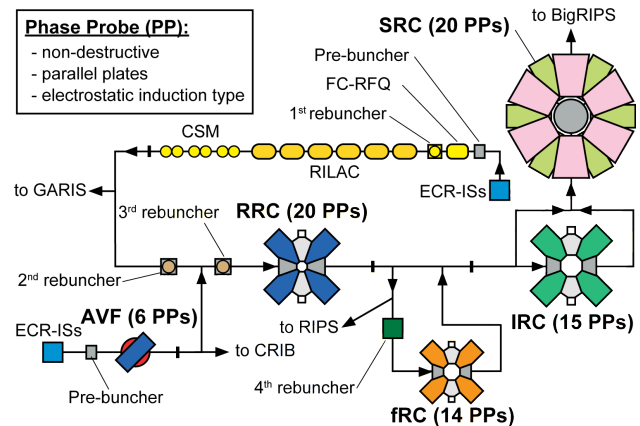 Phase Probe (PP):
- non-destructive
- parallel plates
- electrostatic induction type
SRC (20 PPs)
to BigRIPS
Pre-buncher
FC-RFQ
1st rebuncher
CSM
RILAC
ECR-ISs
to GARIS
3rd rebuncher
RRC (20 PPs)
2nd rebuncher
AVF (6 PPs)
ECR-ISs
Pre-buncher
to CRIB
to RIPS
4th rebuncher
fRC (14 PPs)
IRC (15 PPs)